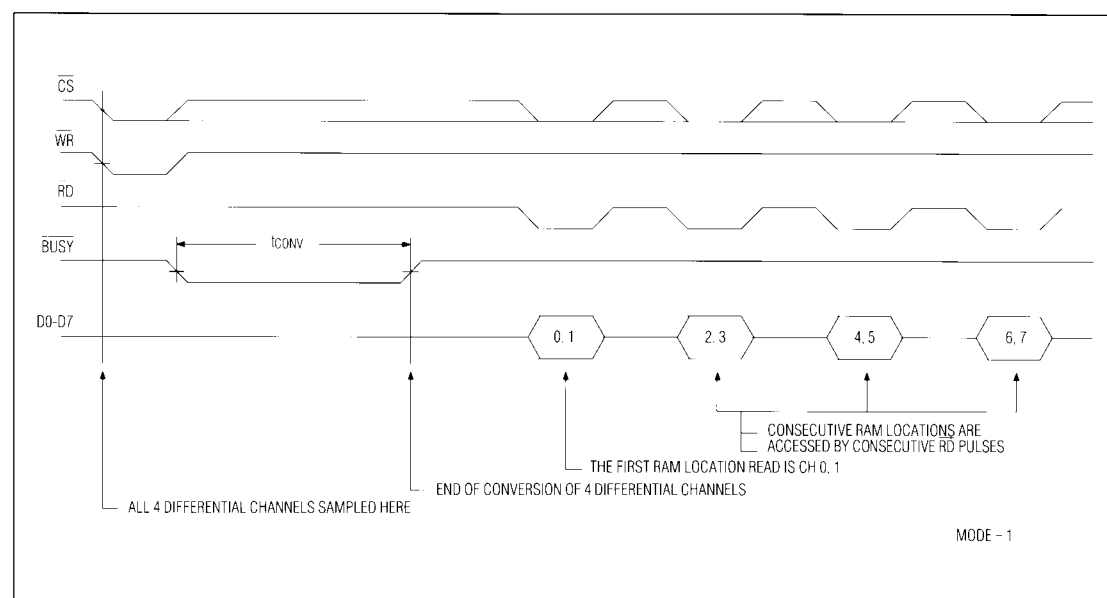 CS
WR
RD
BUSY
tCONV
D0-D7
0, 1
2, 3
4, 5
6, 7
CONSECUTIVE RAM LOCATIONS ARE
ACCESSED BY CONSECUTIVE RD PULSES
THE FIRST RAM LOCATION READ IS CH 0, 1
END OF CONVERSION OF 4 DIFFERENTIAL CHANNELS
ALL 4 DIFFERENTIAL CHANNELS SAMPLED HERE
MODE – 1